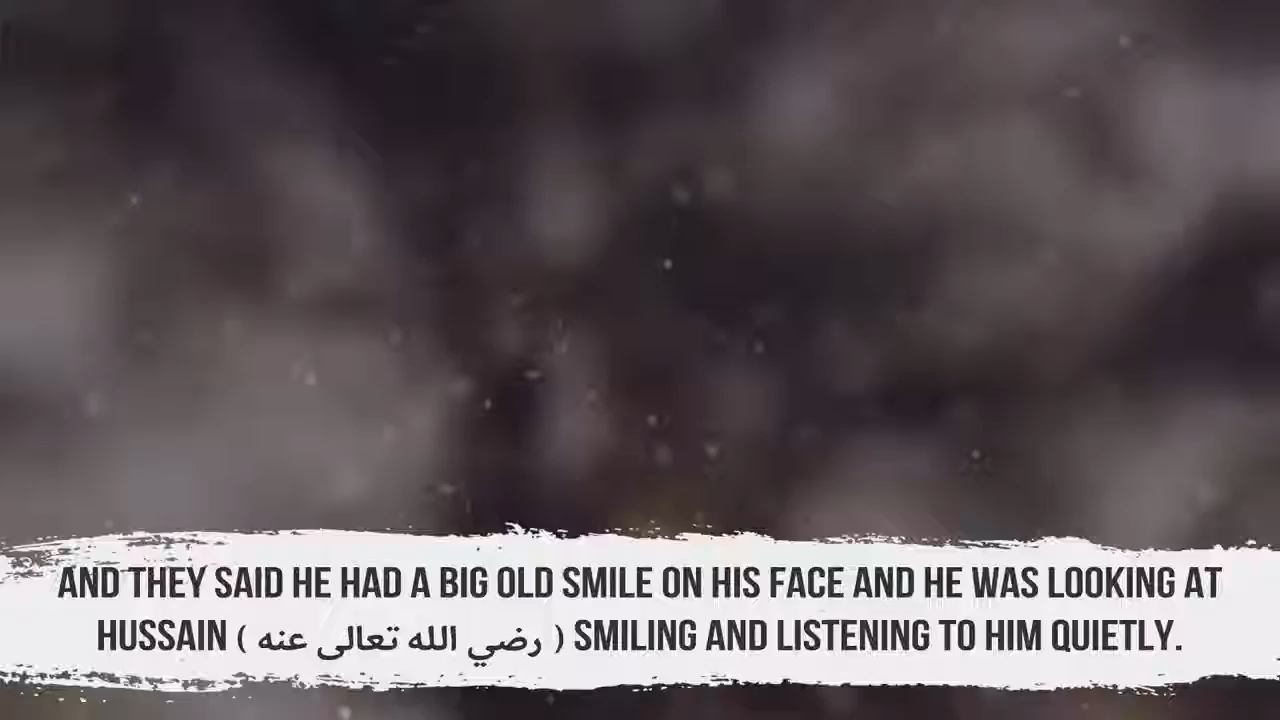 AND THEY SAID HE HAD A BIG OLD SMILE ON HIS FACE AND HE WAS LOOKING AT
HUSSAIN ( رضي الله تعالى عنه ) SMILING AND LISTENING TO HIM QUIETLY.